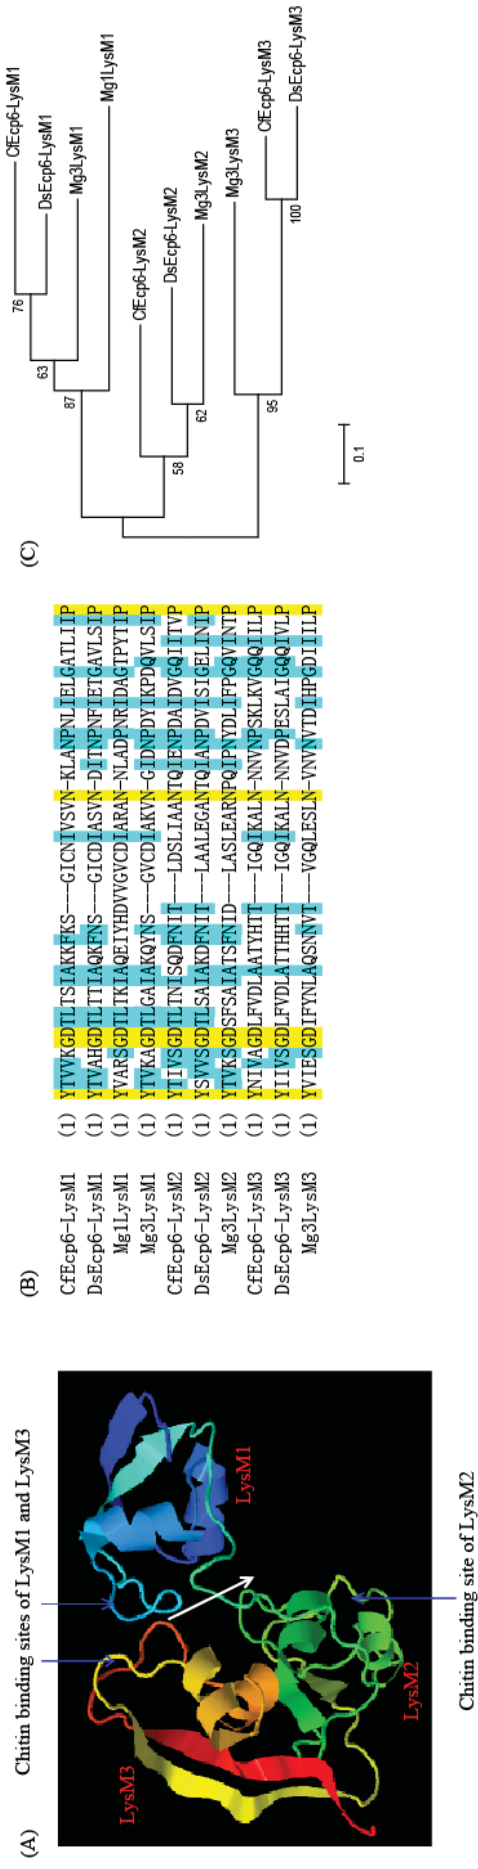 (A)
Chitin binding sites of LysM1 and LysM3
LysM3
LysM1
LysM2
Chitin binding site of LysM2
(B)
CfEcp6-LysM1 (1) YTVVKGDTLTSIAKKFKS---GICNIVSVN-KLANPNLIELGATLIIP
DsEcp6-LysM1 (1) YTVAHGDTLTTIAQKFNS---GICDIASVN-DITNPNFIETGAVLSIP
Mg1LysM1 (1) YVARSGDTLTKIAQEIYHDVVGVCDIARAN-NLADPNRIDAGTPYTIP
Mg3LysM1 (1) YTVKAGDTLGAIAKQYNS---GVCDIAKVN-GIDNPDYIKPDQVLSIP
CfEcp6-LysM2 (1) YTIVSGDTLTNISQDFNIT---LDSLIAANTQIENPDAIDVGQIITVP
DsEcp6-LysM2 (1) YSVVSGDTLSAIAKDFNIT---LAALEGANTQIANPDVISIGELINIP
Mg3LysM2 (1) YTVKSGDSFSAIATSFNID---LASLEARNPQIPNYDLIFPGQVINTP
CfEcp6-LysM3 (1) YNIVAGDLFVDLAATYHTT---IGQIKALN-NNVNPSKLKVGQQIILP
DsEcp6-LysM3 (1) YIIVSGDLFVDLATTHHTT---IGQIKALN-NNVDPESLAIGQQIVLP
Mg3LysM3 (1) YVIESGDIFYNLAQSNNVT---VGQLESLN-VNVNVTDIHPGDIIILP
(C)
CfEcp6-LysM1
76
DsEcp6-LysM1
63
Mg3LysM1
87
Mg1LysM1
CfEcp6-LysM2
58
DsEcp6-LysM2
62
Mg3LysM2
Mg3LysM3
95
CfEcp6-LysM3
100
DsEcp6-LysM3
0.1